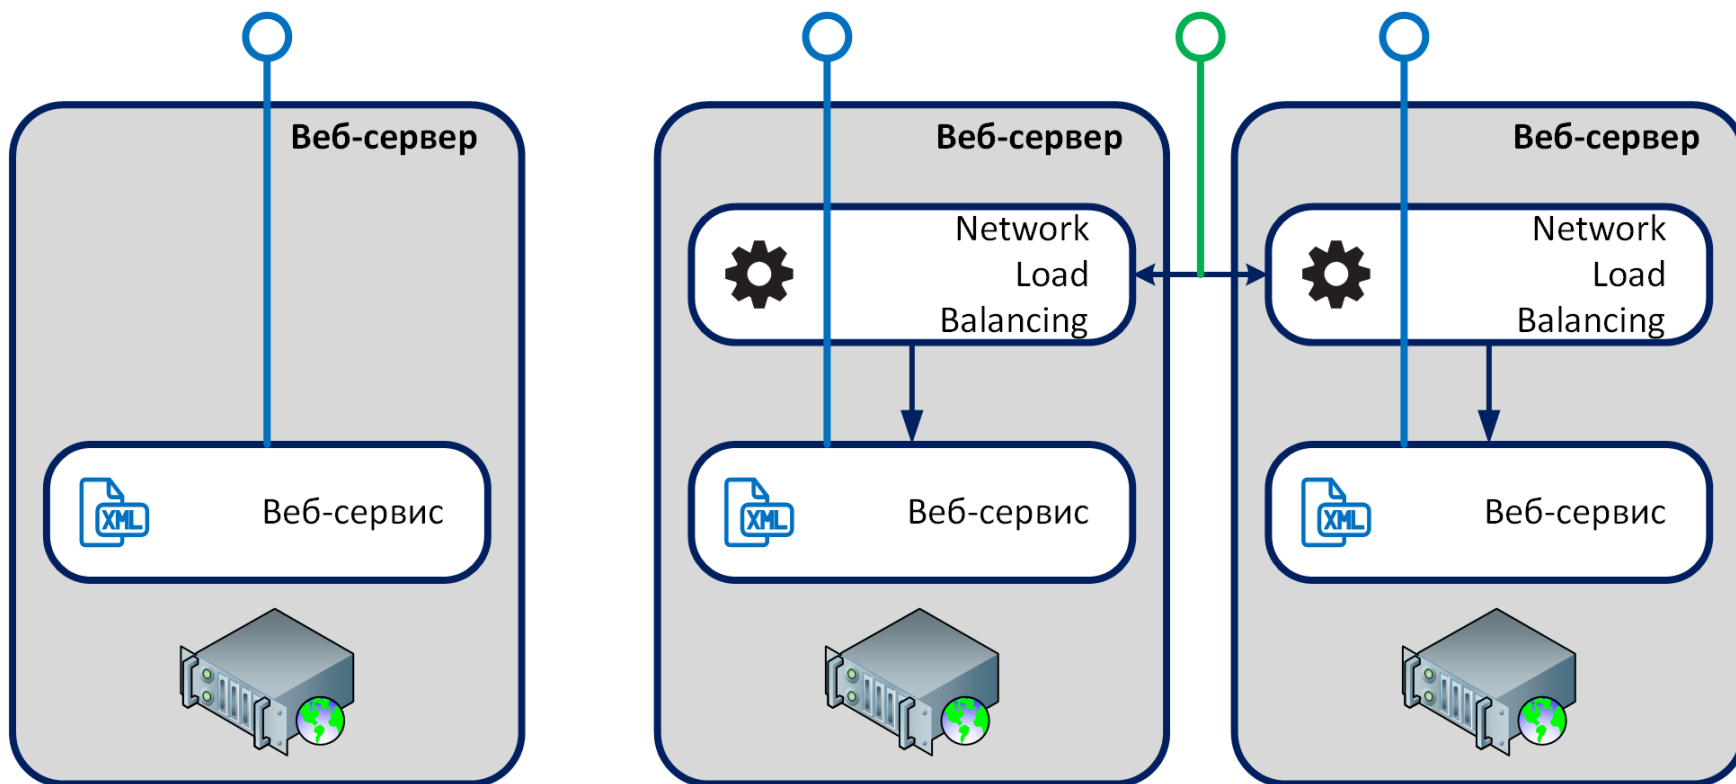 Веб-сервер
Веб-сервис
XML
Веб-сервер
Network
Load
Balancing
Веб-сервис
XML
Веб-сервер
Network
Load
Balancing
Веб-сервис
XML